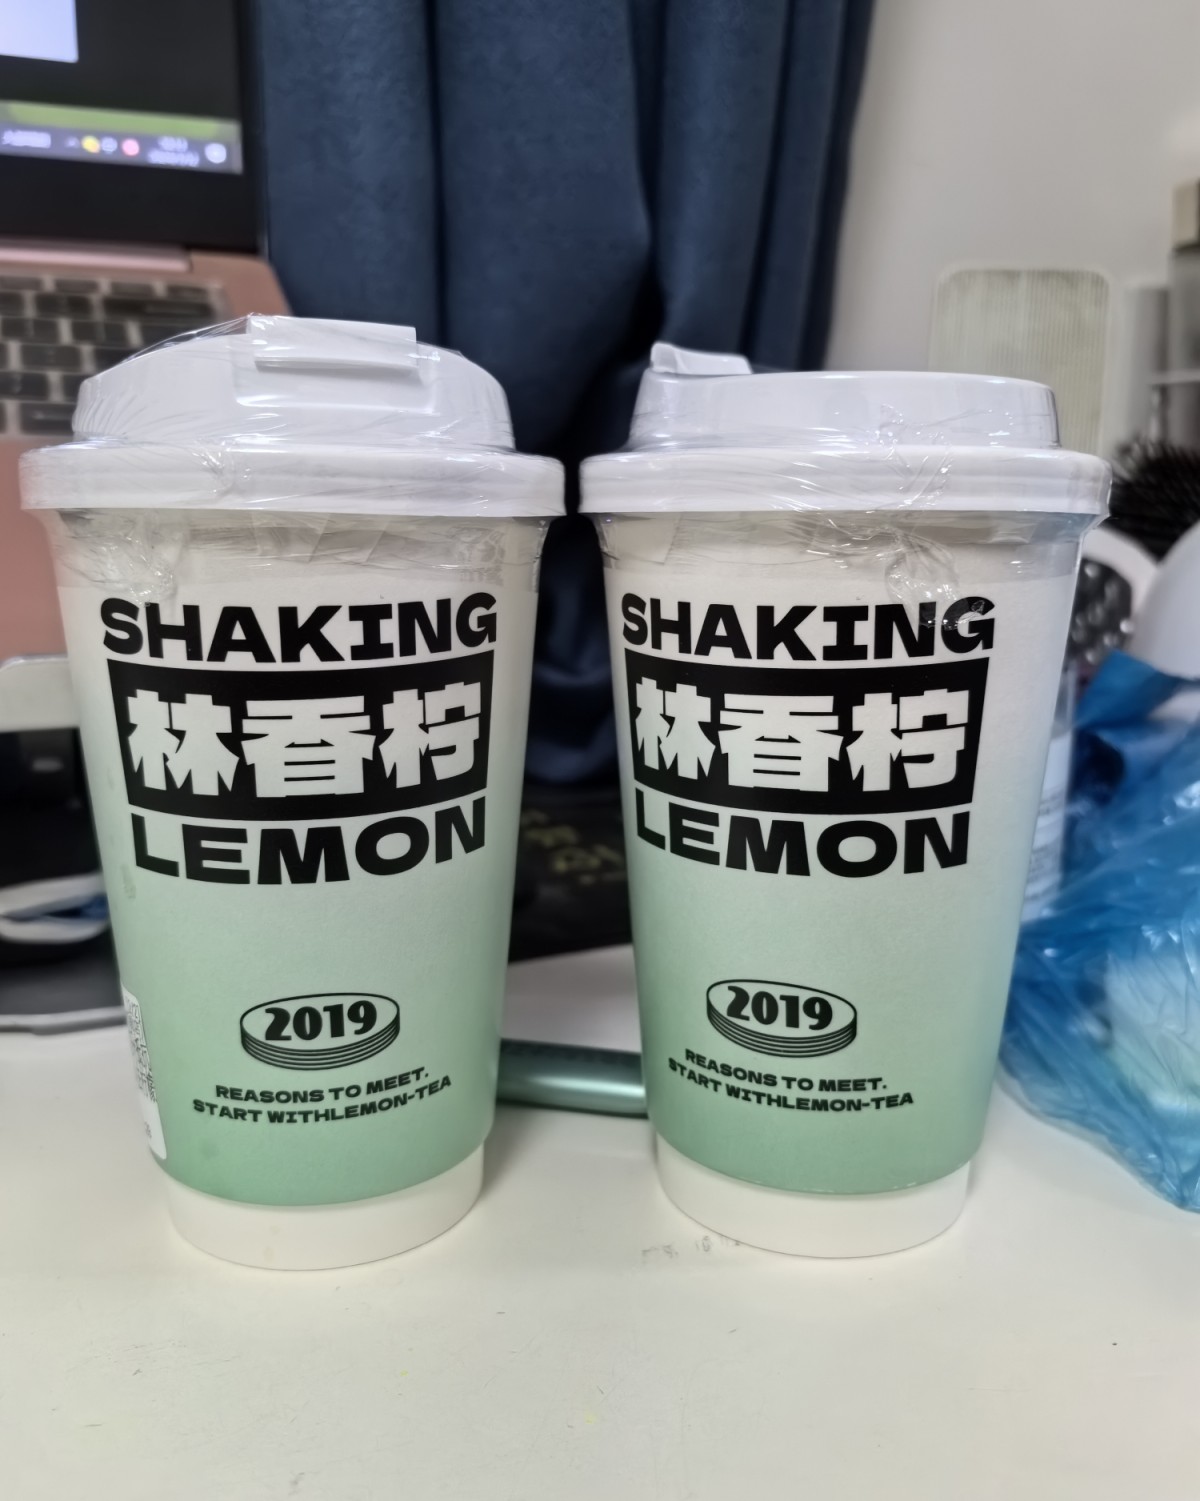 SHAKING
林香柠
LEMON
2019
REASONS TO MEET.
START WITHLEMON-TEA
SHAKING
林香柠
LEMON
2019
REASONS TO MEET.
START WITHLEMON-TEA